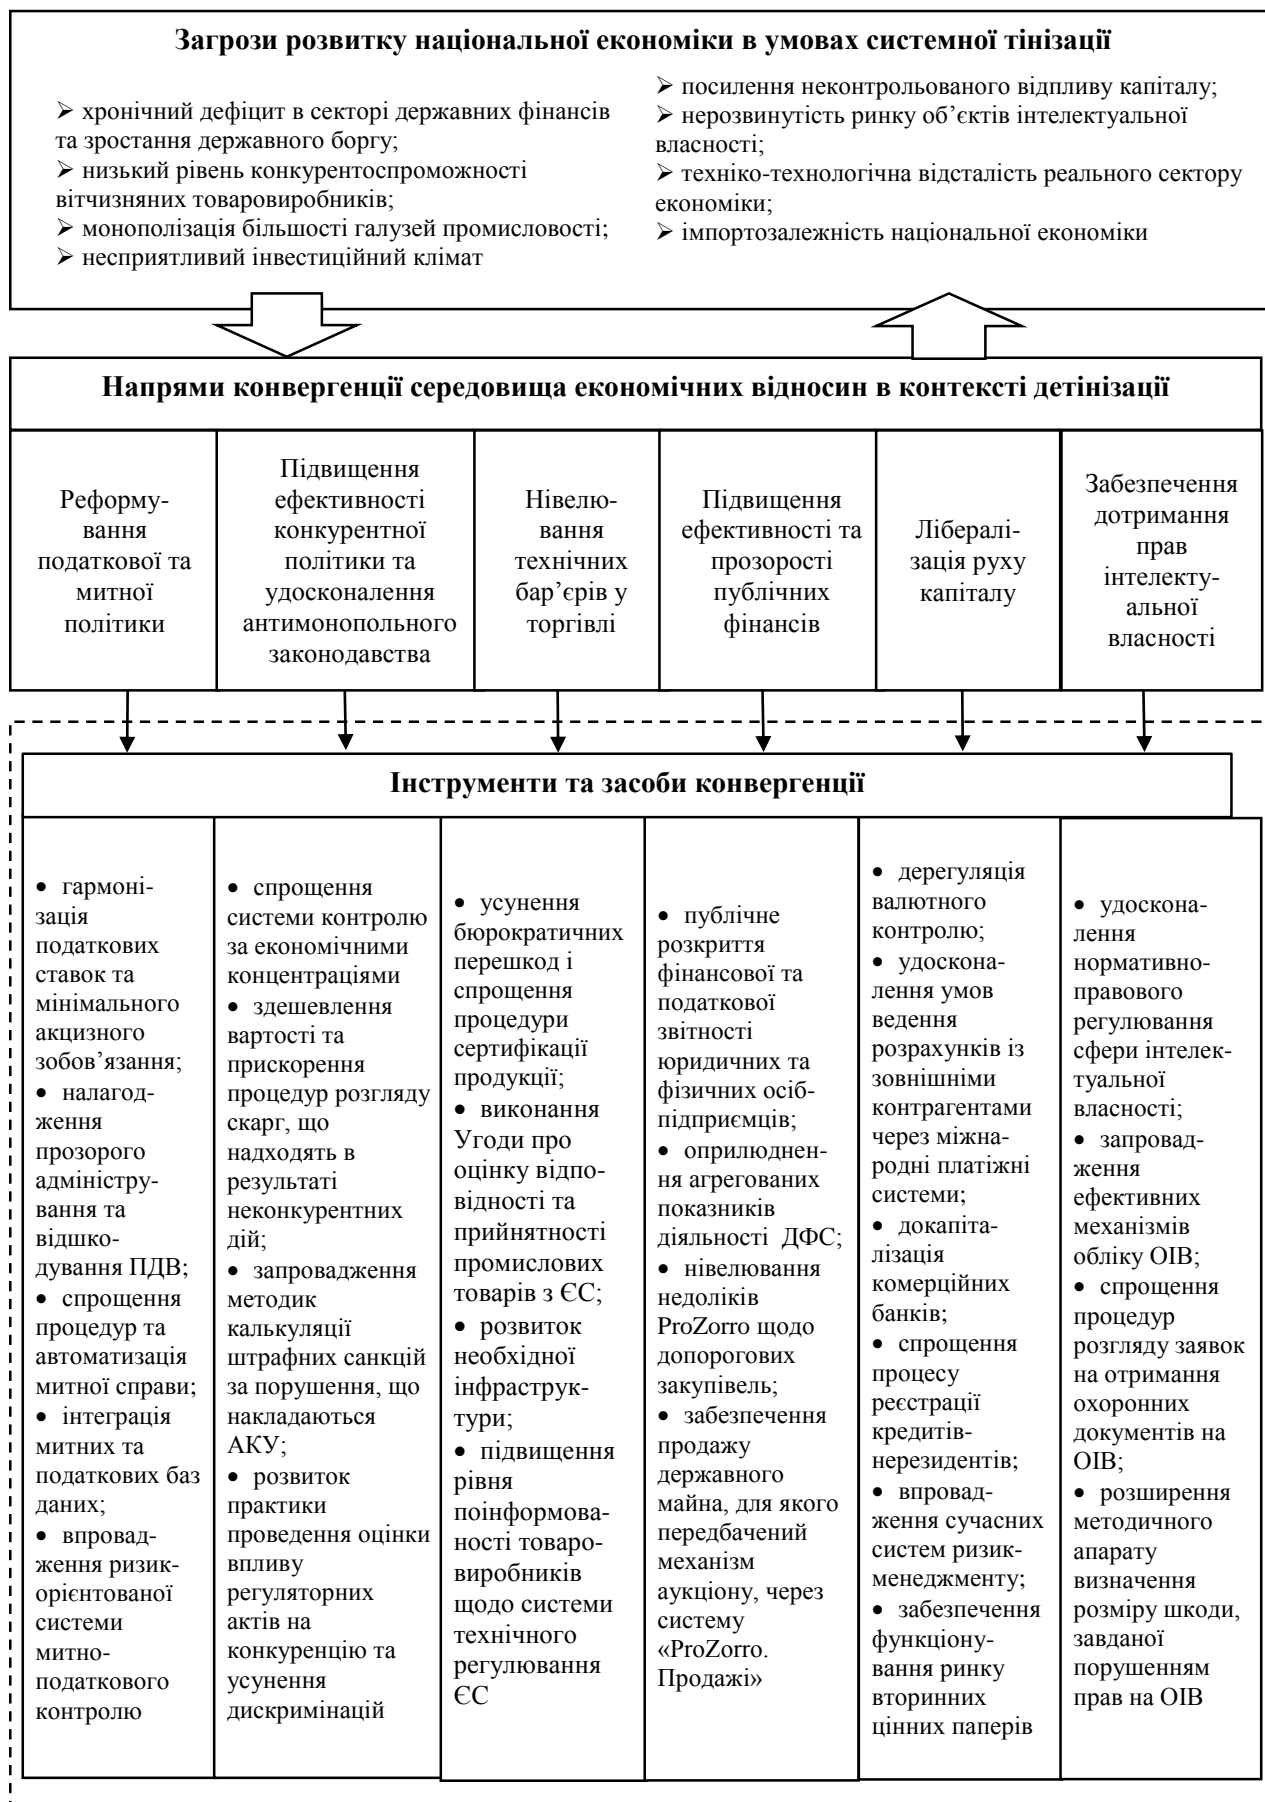 Загрози розвитку національної економіки в умовах системної тінізації
➢ хронічний дефіцит в секторі державних фінансів
та зростання державного боргу;
➢ низький рівень конкурентоспроможності
вітчизняних товаровиробників;
➢ монополізація більшості галузей промисловості;
➢ несприятливий інвестиційний клімат
➢ посилення неконтрольованого відпливу капіталу;
➢ нерозвинутість ринку об’єктів інтелектуальної
власності;
➢ техніко-технологічна відсталість реального сектору
економіки;
➢ імпортозалежність національної економіки
Напрями конвергенції середовища економічних відносин в контексті детінізації
Реформу-
вання
податкової та
митної
політики
Підвищення
ефективності
конкурентної
політики та
удосконалення
антимонопольного
законодавства
Нівелю-
вання
технічних
бар’єрів у
торгівлі
Підвищення
ефективності та
прозорості
публічних
фінансів
Лібералі-
зація руху
капіталу
Забезпечення
дотримання
прав
інтелекту-
альної
власності
Інструменти та засоби конвергенції
• гармоні-
зація
податкових
ставок та
мінімального
акцизного
зобов’язання;
• налагод-
ження
прозорого
адміністру-
вання та
відшко-
дування ПДВ;
• спрощення
процедур та
автоматизація
митної справи;
• інтеграція
митних та
податкових баз
даних;
• впровад-
ження ризик-
орієнтованої
системи
митно-
податкового
контролю
• спрощення
системи контролю
за економічними
концентраціями
• здешевлення
вартості та
прискорення
процедур розгляду
скарг, що
надходять в
результаті
неконкурентних
дій;
• запровадження
методик
калькуляції
штрафних санкцій
за порушення, що
накладаються
АКУ;
• розвиток
практики
проведення оцінки
впливу
регуляторних
актів на
конкуренцію та
усунення
дискримінацій
• усунення
бюрократичних
перешкод і
спрощення
процедури
сертифікації
продукції;
• виконання
Угоди про
оцінку відпо-
відності та
прийнятності
промислових
товарів з ЄС;
• розвиток
необхідної
інфраструк-
тури;
• підвищення
рівня
поінформова-
ності товаро-
виробників
щодо системи
технічного
регулювання
ЄС
• публічне
розкриття
фінансової та
податкової
звітності
юридичних та
фізичних осіб-
підприємців;
• оприлюднен-
ня агрегованих
показників
діяльності ДФС;
• нівелювання
недоліків
ProZorro щодо
допорогових
закупівель;
• забезпечення
продажу
державного
майна, для якого
передбачений
механізм
аукціону, через
систему
«ProZorro.
Продажі»
• дерегуляція
валютного
контролю;
• удоскона-
лення умов
ведення
розрахунків із
зовнішніми
контрагентами
через міжна-
родні платіжні
системи;
• докапіта-
лізація
комерційних
банків;
• спрощення
процесу
реєстрації
кредитів-
нерезидентів;
• впровад-
ження сучасних
систем ризик-
менеджменту;
• забезпечення
функціону-
вання ринку
вторинних
цінних паперів
• удоскона-
лення
нормативно-
правового
регулювання
сфери інтелек-
туальної
власності;
• запровад-
ження
ефективних
механізмів
обліку ОІВ;
• спрощення
процедур
розгляду заявок
на отримання
охоронних
документів на
ОІВ;
• розширення
методичного
апарату
визначення
розміру шкоди,
завданої
порушенням
прав на ОІВ